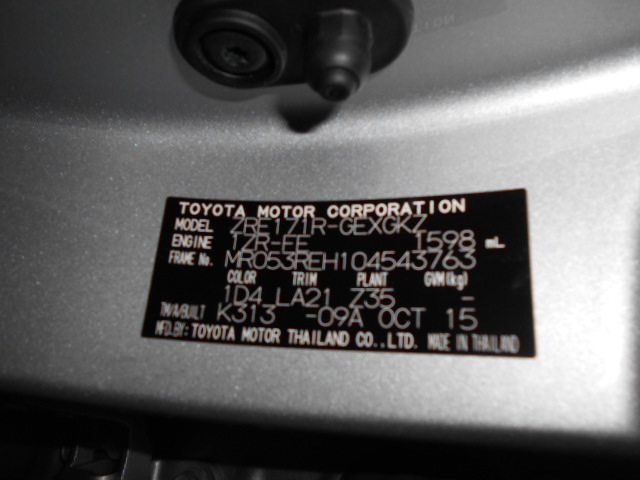 TOYOTA MOTOR CORPORATION
MODEL ZRE171R-GEXGKZ
ENGINE 1ZR-FE 1598 mL
FRAME No. MR053REH104543763
COLOR TRIM PLANT GVM(kg)
1D4 LA21 Z35 -
TM/A/BUILT K313 -09A OCT 15
MFD.BY: TOYOTA MOTOR THAILAND CO.,LTD. MADE IN THAILAND